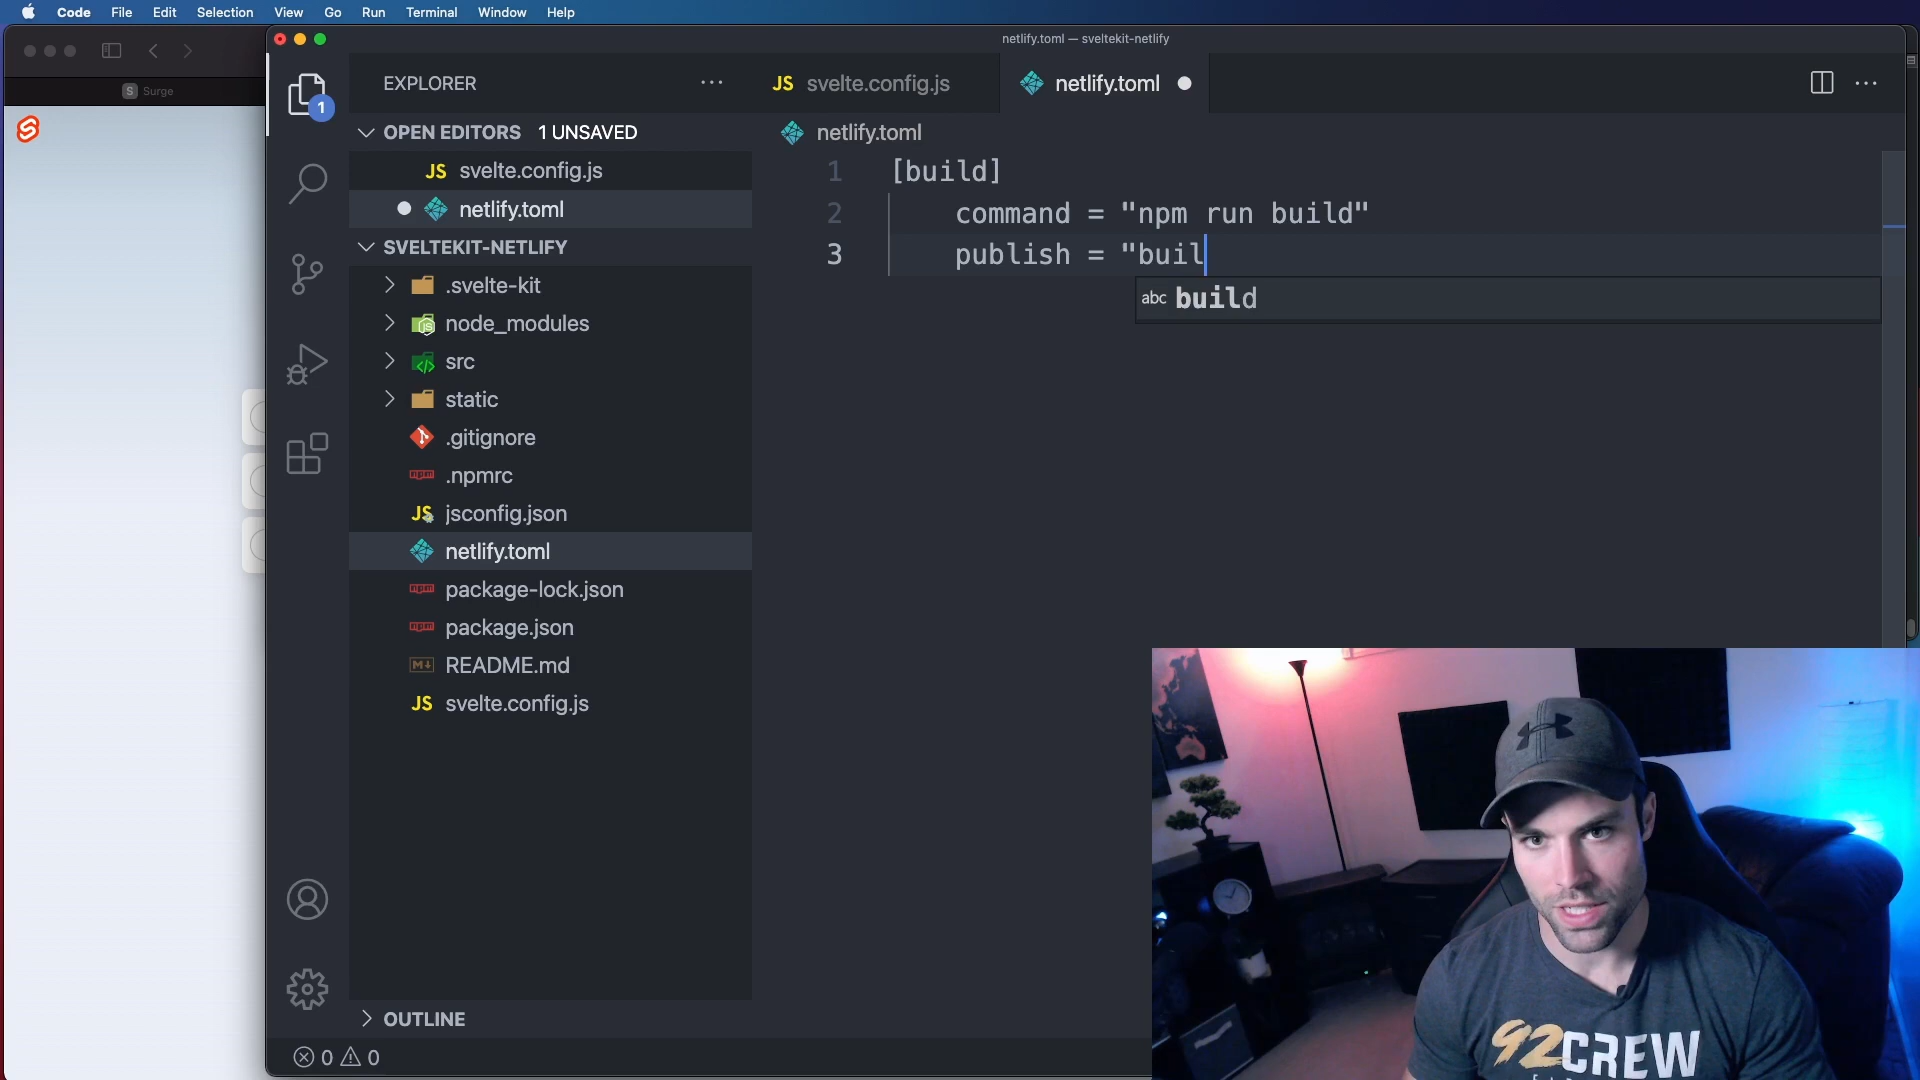 Code File Edit Selection View Go Run Terminal Window Help
netlify.toml — sveltekit-netlify
S Surge
1
EXPLORER
JS svelte.config.js
netlify.toml
OPEN EDITORS 1 UNSAVED
JS svelte.config.js
netlify.toml
SVELTEKIT-NETLIFY
.svelte-kit
node_modules
src
static
.gitignore
.npmrc
JS jsconfig.json
netlify.toml
package-lock.json
package.json
README.md
JS svelte.config.js
OUTLINE
0 0
netlify.toml
1 [build]
2 command = "npm run build"
3 publish = "buil
abc build
92CREW